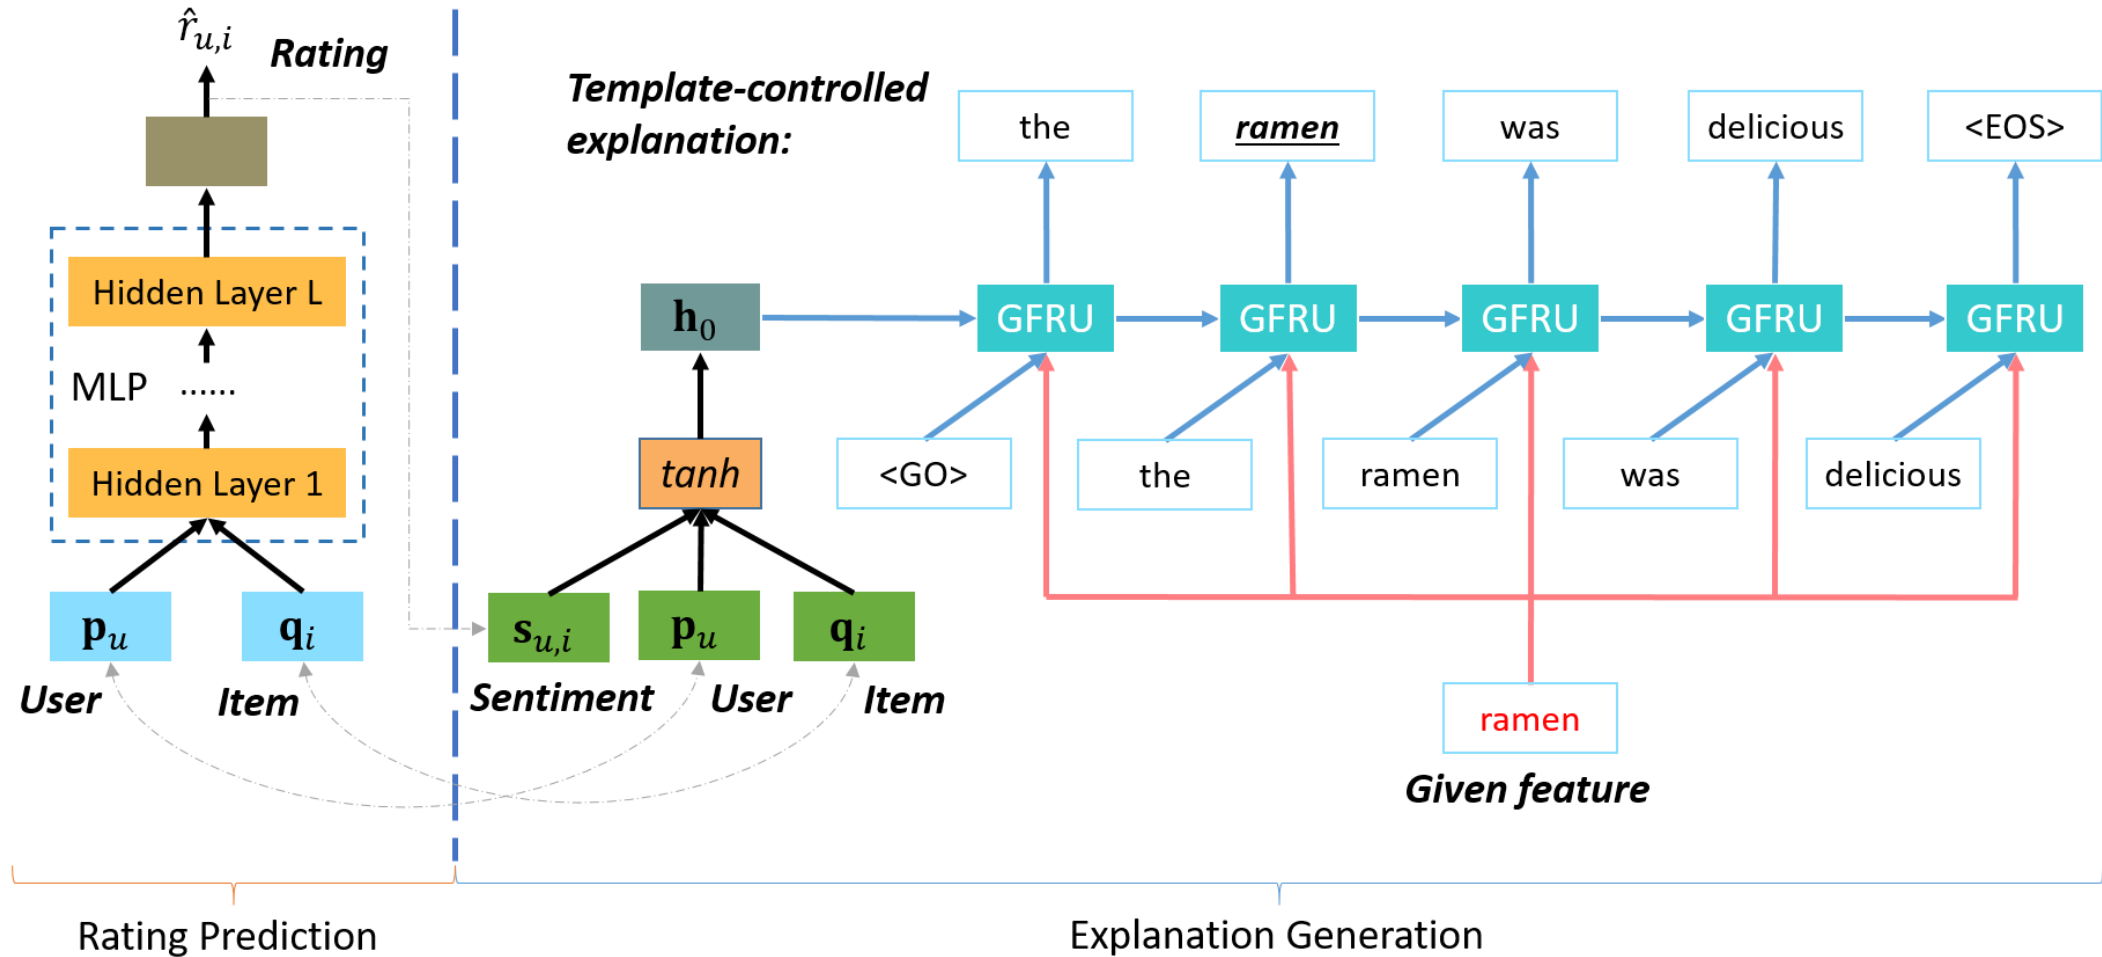 r̂u,i
Rating
Hidden Layer L
MLP ......
Hidden Layer 1
pu
qi
User
Item
Rating Prediction
Template-controlled
explanation:
the
ramen
was
delicious
<EOS>
h0
GFRU
GFRU
GFRU
GFRU
GFRU
tanh
<GO>
the
ramen
was
delicious
su,i
pu
qi
Sentiment
User
Item
ramen
Given feature
Explanation Generation